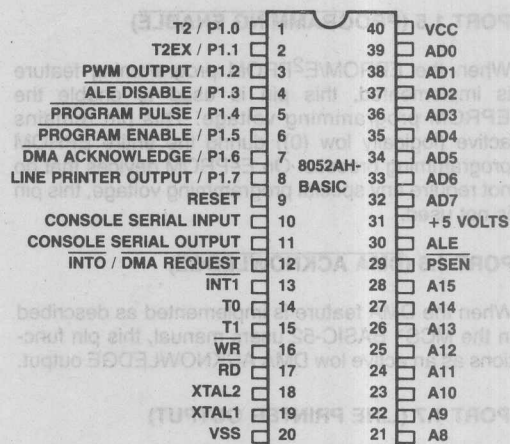 T2 / P1.0 1 40 VCC
T2EX / P1.1 2 39 AD0
PWM OUTPUT / P1.2 3 38 AD1
ALE DISABLE / P1.3 4 37 AD2
PROGRAM PULSE / P1.4 5 36 AD3
PROGRAM ENABLE / P1.5 6 35 AD4
DMA ACKNOWLEDGE / P1.6 7 34 AD5
LINE PRINTER OUTPUT / P1.7 8 33 AD6
8052AH-
BASIC
RESET 9 32 AD7
CONSOLE SERIAL INPUT 10 31 +5 VOLTS
CONSOLE SERIAL OUTPUT 11 30 ALE
INTO / DMA REQUEST 12 29 PSEN
INT1 13 28 A15
T0 14 27 A14
T1 15 26 A13
WR 16 25 A12
RD 17 24 A11
XTAL2 18 23 A10
XTAL1 19 22 A9
VSS 20 21 A8